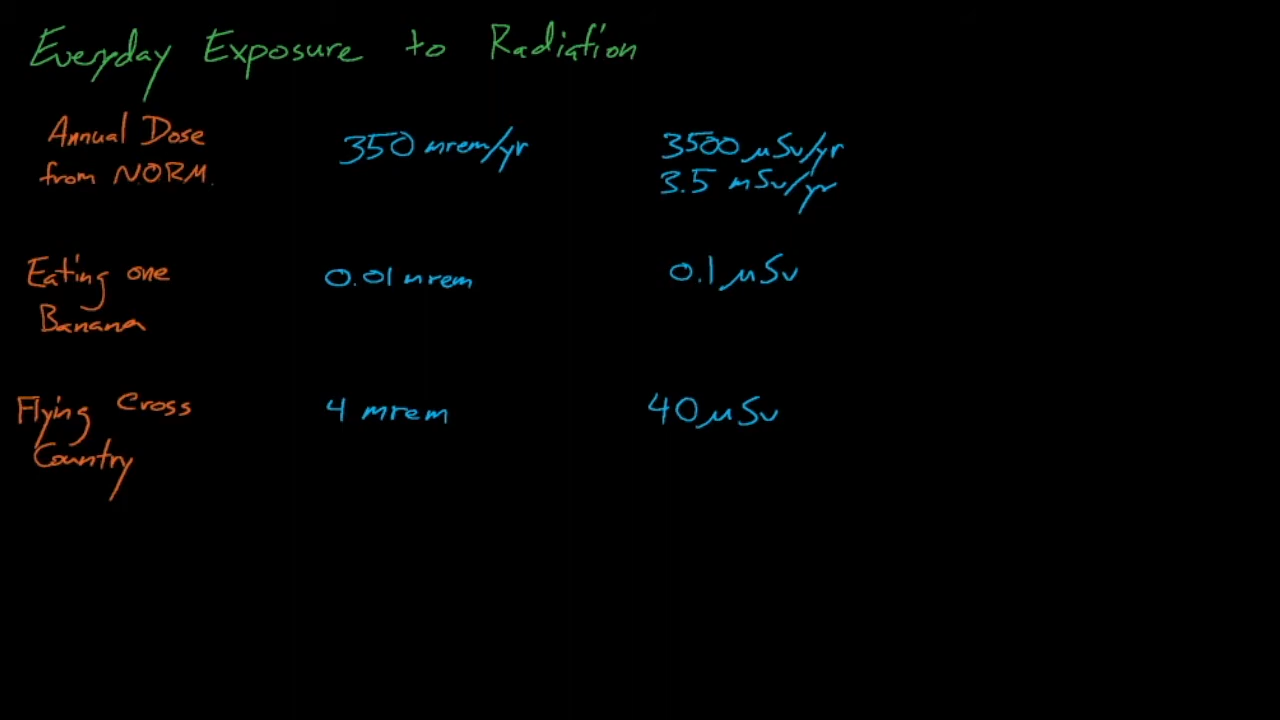 Everyday Exposure to Radiation
Annual Dose
from N.O.R.M.
350 mrem/yr
3500 μSv/yr
3.5 mSv/yr
Eating one
Banana
0.01 mrem
0.1 μSv
Flying Cross
Country
4 mrem
40 μSv